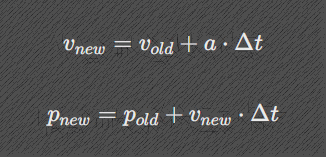 v_new = v_old + a · Δt
p_new = p_old + v_new · Δt